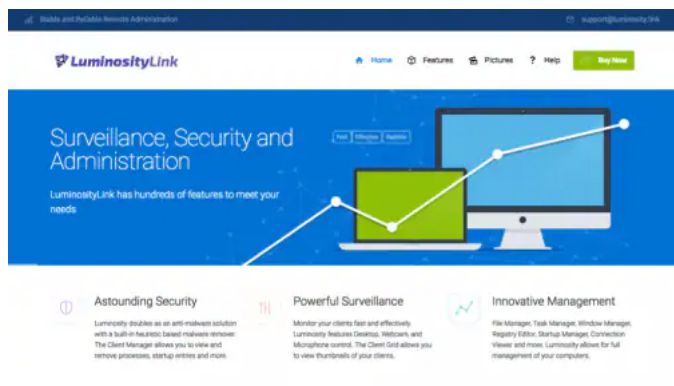 Stable and Reliable Remote Administration
support@luminosity.link
LuminosityLink
Home Features Pictures ? Help Buy Now
Surveillance, Security and
Administration
Fast Effective Reliable
LuminosityLink has hundreds of features to meet your
needs
Astounding Security
Luminosity doubles as an anti-malware solution
with a built-in heuristic based malware remover.
The Client Manager allows you to view and
remove processes, startup entries and more.
Powerful Surveillance
Monitor your clients fast and effectively.
Luminosity features Desktop, Webcam, and
Microphone control. The Client Grid allows you
to view thumbnails of your clients.
Innovative Management
File Manager, Task Manager, Window Manager,
Registry Editor, Startup Manager, Connection
Viewer and more. Luminosity allows for full
management of your computers.